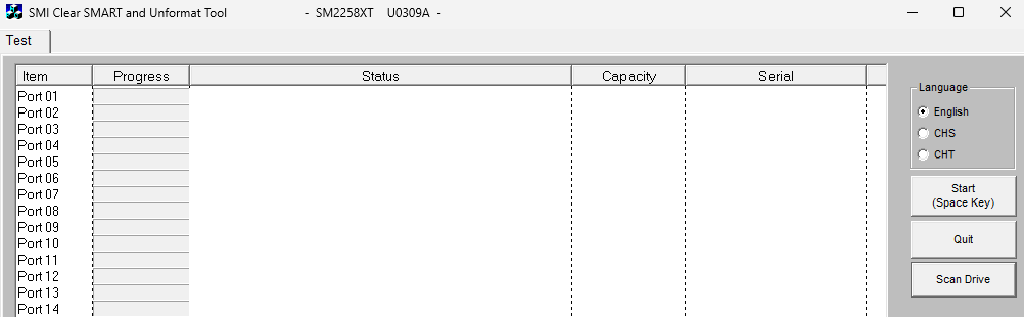 SMI Clear SMART and Unformat Tool - SM2258XT U0309A -
Test
Item Progress Status Capacity Serial
Port 01
Port 02
Port 03
Port 04
Port 05
Port 06
Port 07
Port 08
Port 09
Port 10
Port 11
Port 12
Port 13
Port 14
Language
English
CHS
CHT
Start
(Space Key)
Quit
Scan Drive